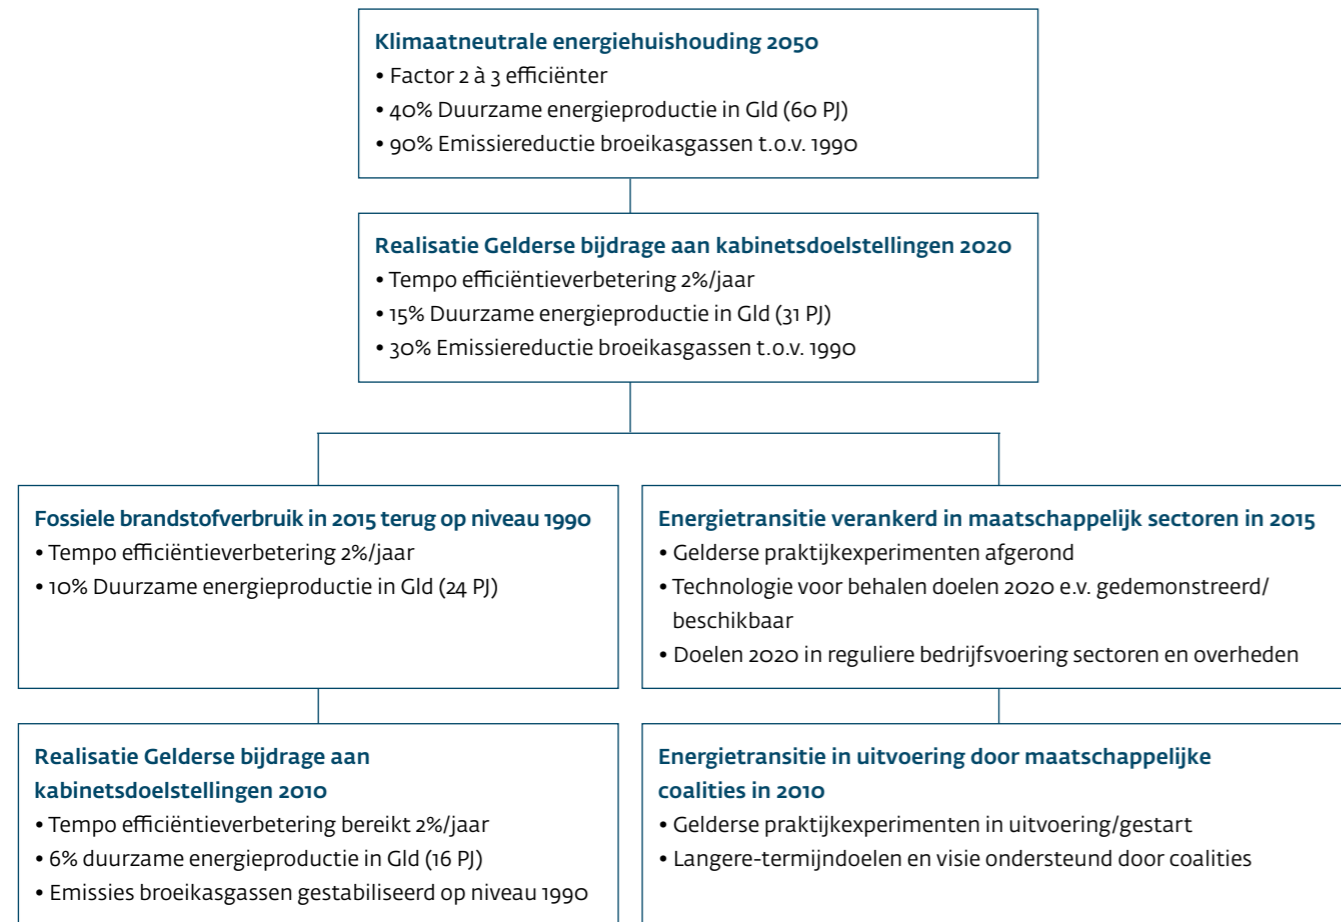 Klimaatneutrale energiehuishouding 2050
• Factor 2 à 3 efficiënter
• 40% Duurzame energieproductie in Gld (60 PJ)
• 90% Emissiereductie broeikasgassen t.o.v. 1990
Realisatie Gelderse bijdrage aan kabinetsdoelstellingen 2020
• Tempo efficiëntieverbetering 2%/jaar
• 15% Duurzame energieproductie in Gld (31 PJ)
• 30% Emissiereductie broeikasgassen t.o.v. 1990
Fossiele brandstofverbruik in 2015 terug op niveau 1990
• Tempo efficiëntieverbetering 2%/jaar
• 10% Duurzame energieproductie in Gld (24 PJ)
Energietransitie verankerd in maatschappelijk sectoren in 2015
• Gelderse praktijkexperimenten afgerond
• Technologie voor behalen doelen 2020 e.v. gedemonstreerd/
beschikbaar
• Doelen 2020 in reguliere bedrijfsvoering sectoren en overheden
Realisatie Gelderse bijdrage aan
kabinetsdoelstellingen 2010
• Tempo efficiëntieverbetering bereikt 2%/jaar
• 6% duurzame energieproductie in Gld (16 PJ)
• Emissies broeikasgassen gestabiliseerd op niveau 1990
Energietransitie in uitvoering door maatschappelijke
coalities in 2010
• Gelderse praktijkexperimenten in uitvoering/gestart
• Langere-termijndoelen en visie ondersteund door coalities